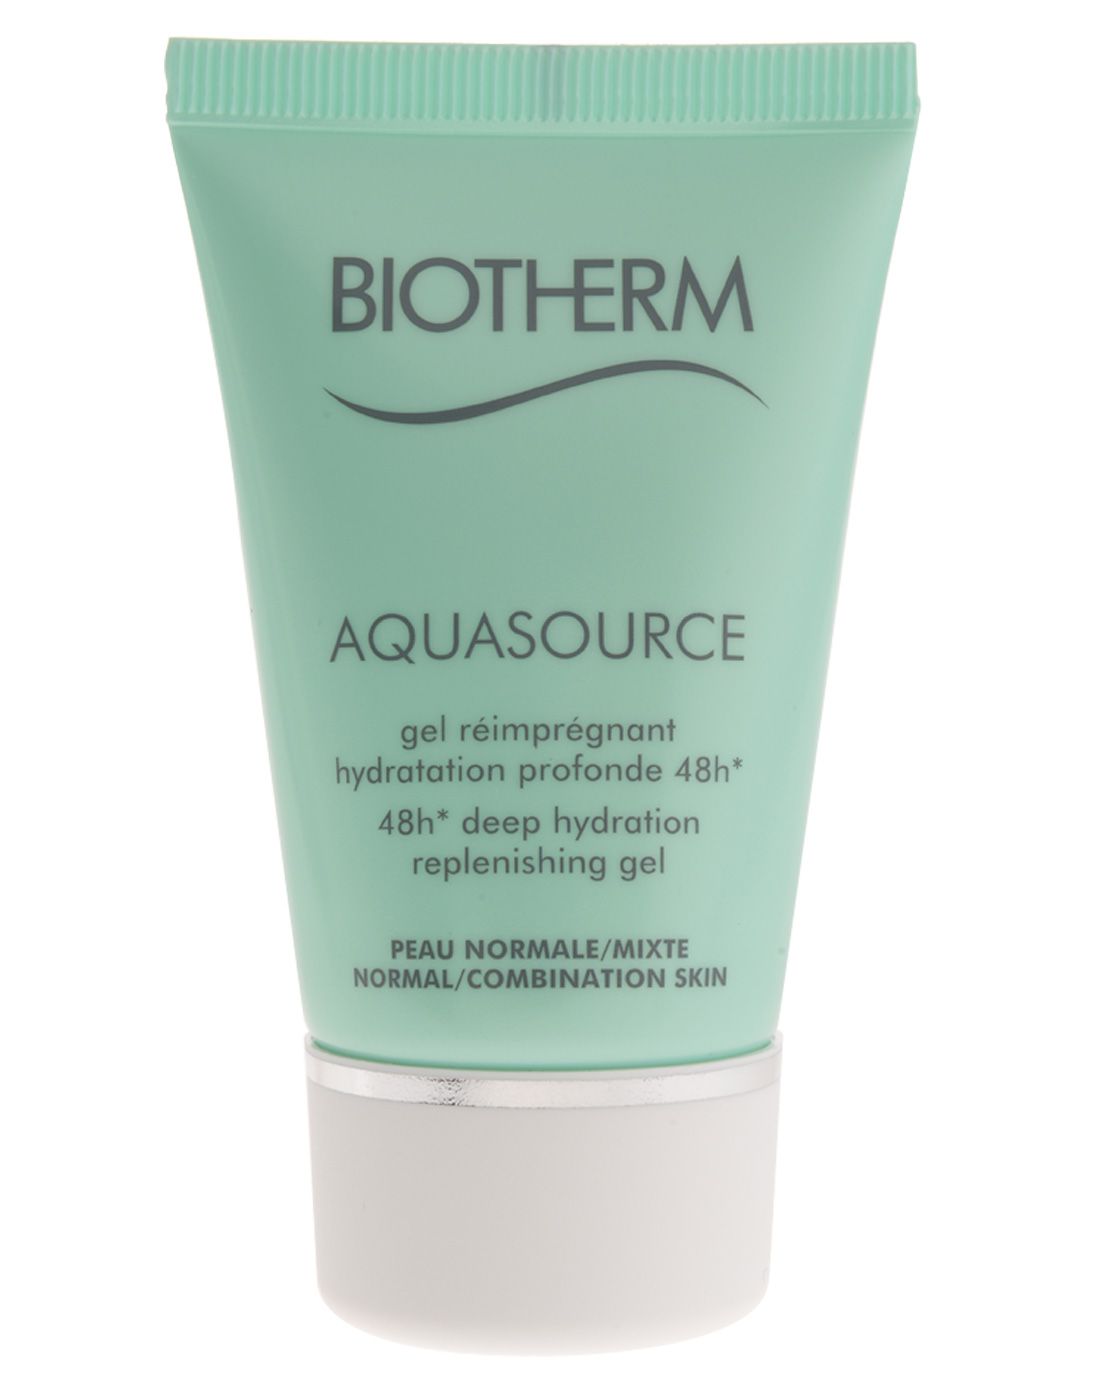 BIOTHERM
AQUASOURCE
gel réimprégnant
hydratation profonde 48h*
48h* deep hydration
replenishing gel
PEAU NORMALE/MIXTE
NORMAL/COMBINATION SKIN